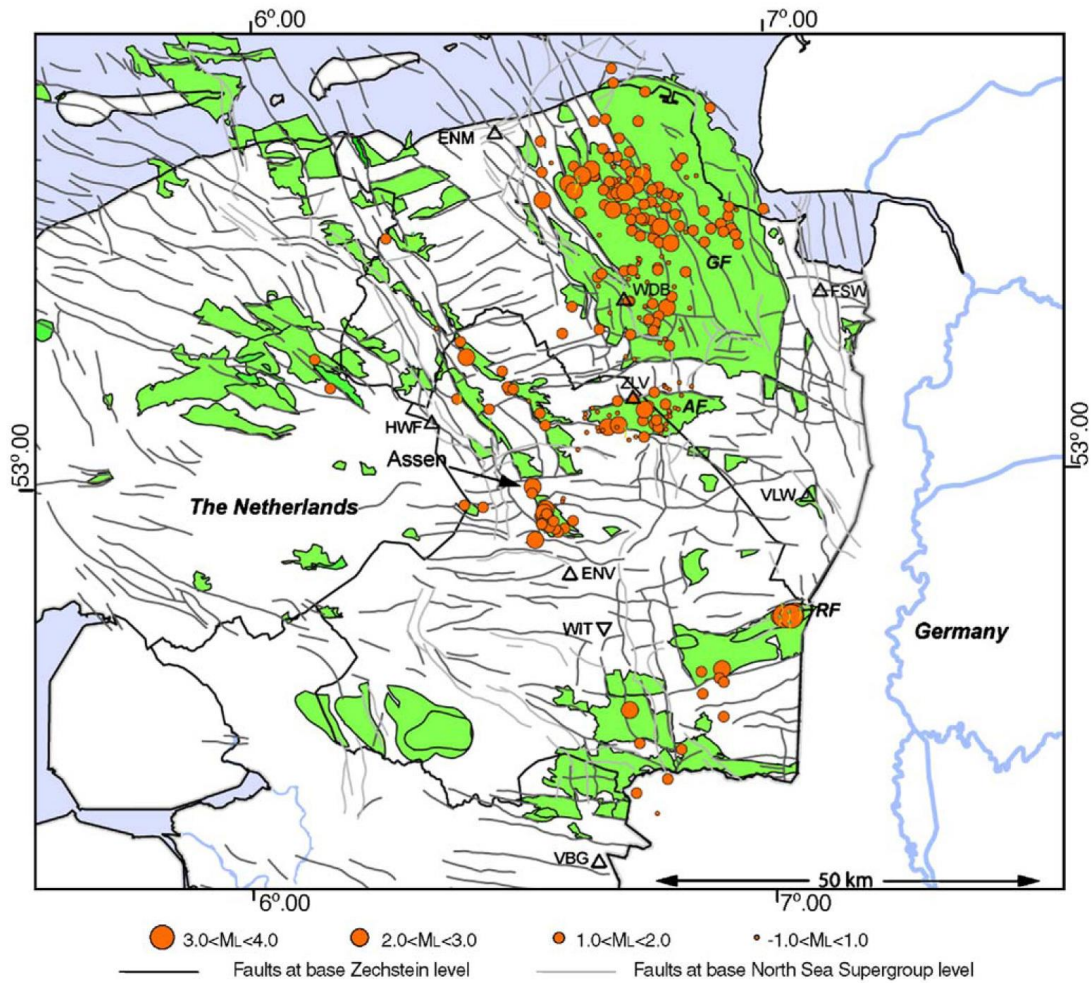 6°.00 7°.00
ENM
GF
WDB
FSW
ZLV
AF
HWF
Assen
53°.00 53°.00
VLW
The Netherlands
ENV
RF
WIT
Germany
VBG
50 km
6°.00 7°.00
3.0<ML<4.0 2.0<ML<3.0 1.0<ML<2.0 -1.0<ML<1.0
Faults at base Zechstein level Faults at base North Sea Supergroup level